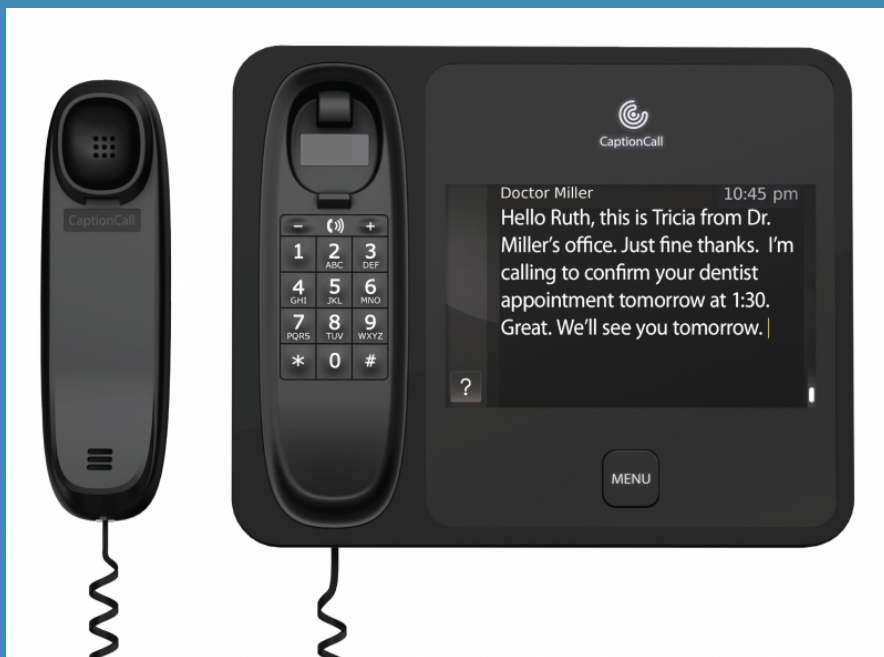 CaptionCall
CaptionCall
Doctor Miller 10:45 pm
Hello Ruth, this is Tricia from Dr.
Miller's office. Just fine thanks.  I'm
calling to confirm your dentist
appointment tomorrow at 1:30.
Great. We'll see you tomorrow.
?
MENU
- +
1 2 3
ABC DEF
4 5 6
GHI JKL MNO
7 8 9
PQRS TUV WXYZ
* 0 #